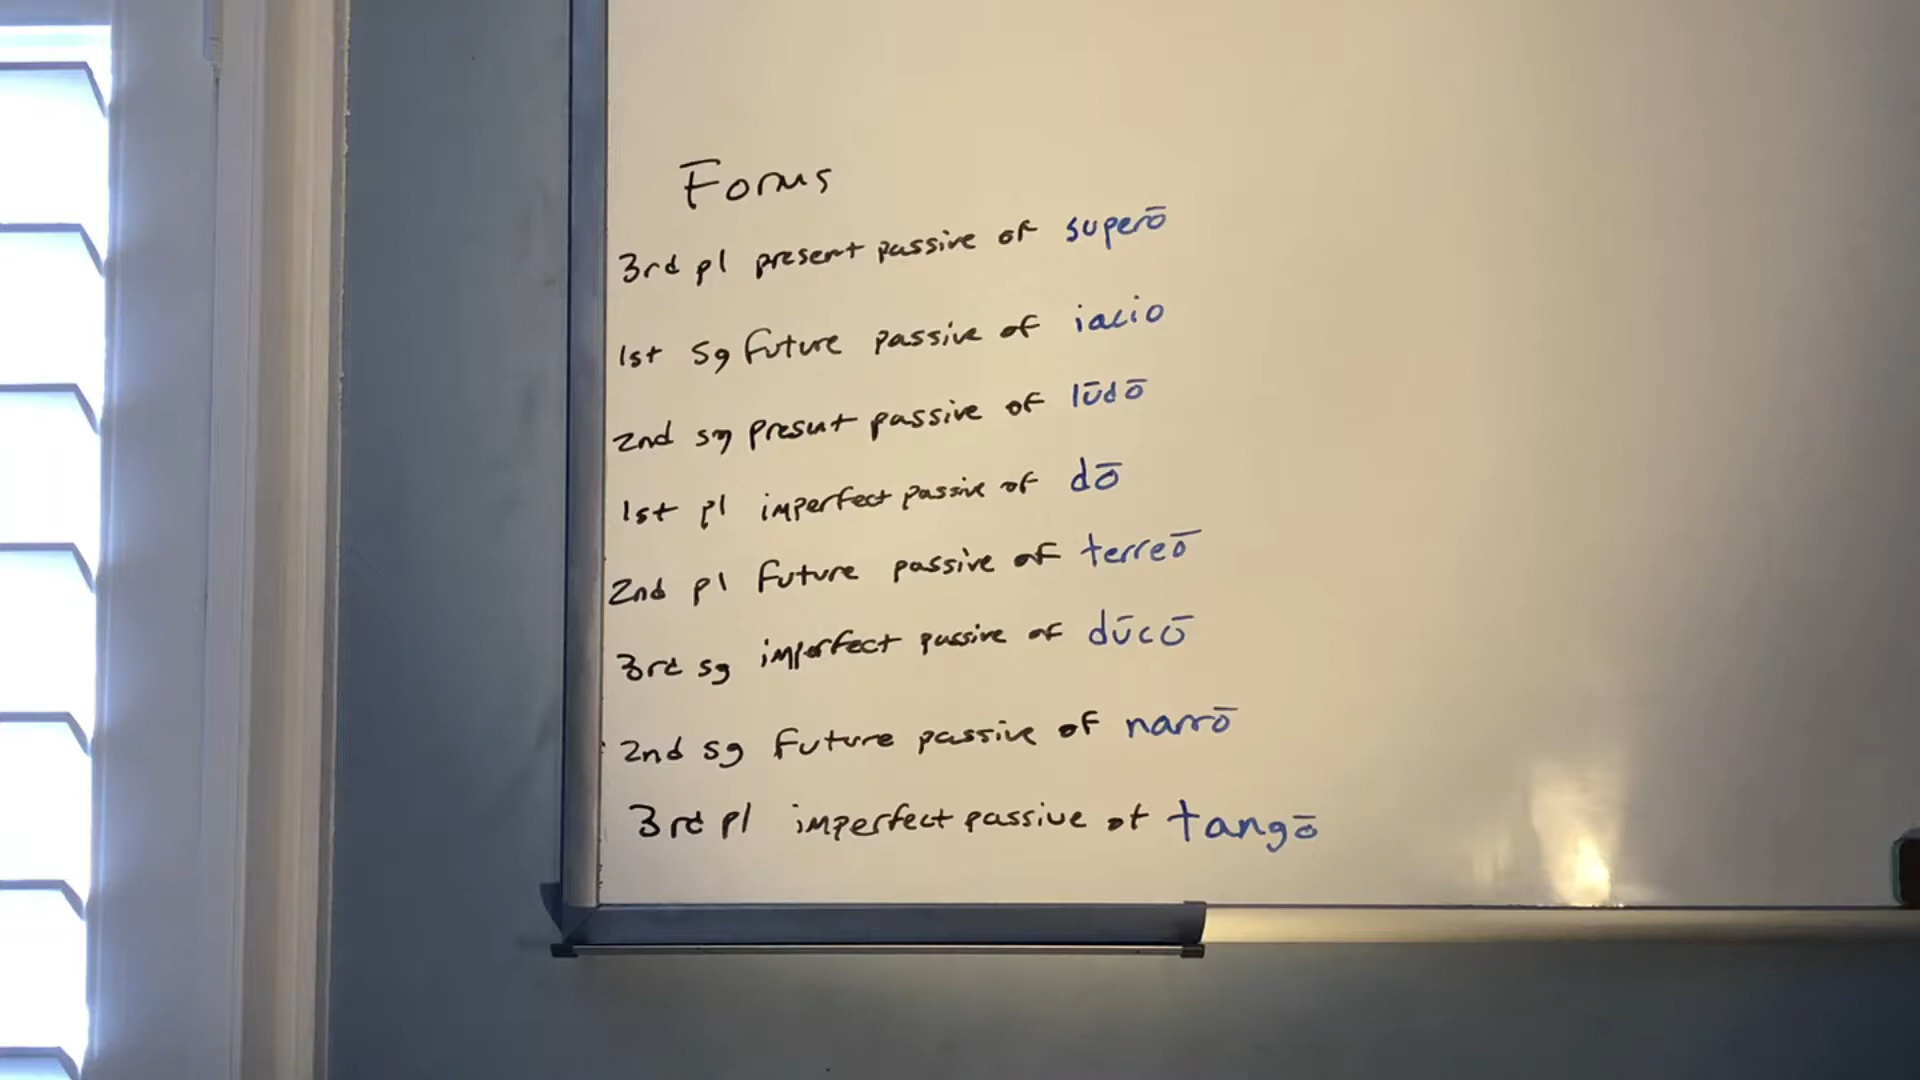 Forms
3rd pl present passive of superō
1st sg future passive of iacio
2nd sg present passive of lūdō
1st pl imperfect passive of dō
2nd pl future passive of terreō
3rd sg imperfect passive of dūcō
2nd sg future passive of narrō
3rd pl imperfect passive of tangō